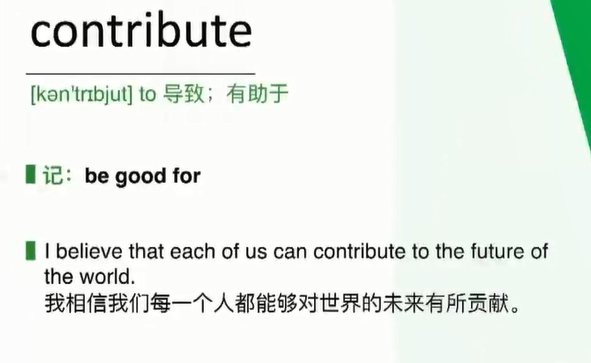 contribute
[kən'trɪbjut] to 导致；有助于
记：be good for
I believe that each of us can contribute to the future of
the world.
我相信我们每一个人都能够对世界的未来有所贡献。